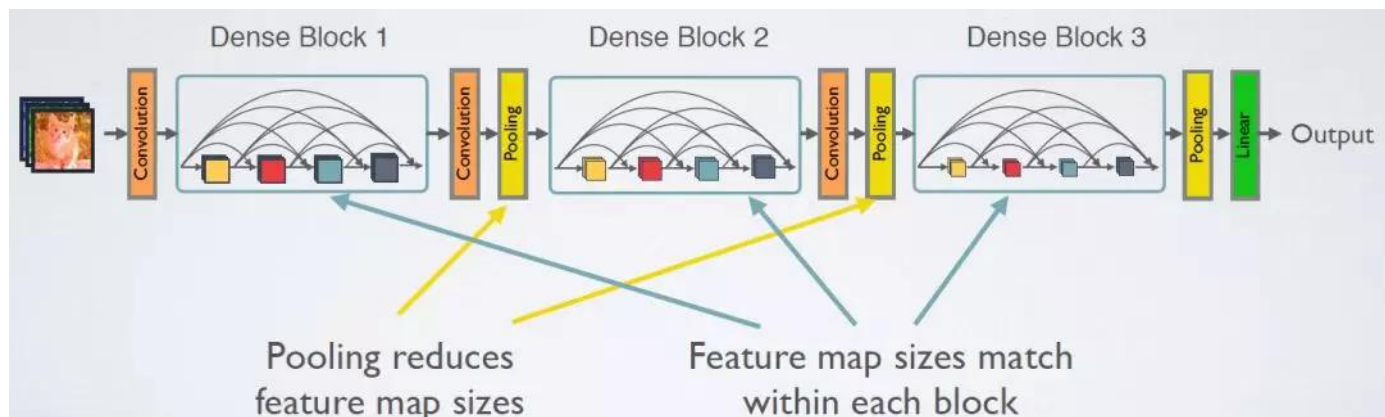 Dense Block 1
Dense Block 2
Dense Block 3
Convolution
Convolution
Pooling
Convolution
Pooling
Pooling
Linear
Output
Pooling reduces
feature map sizes
Feature map sizes match
within each block